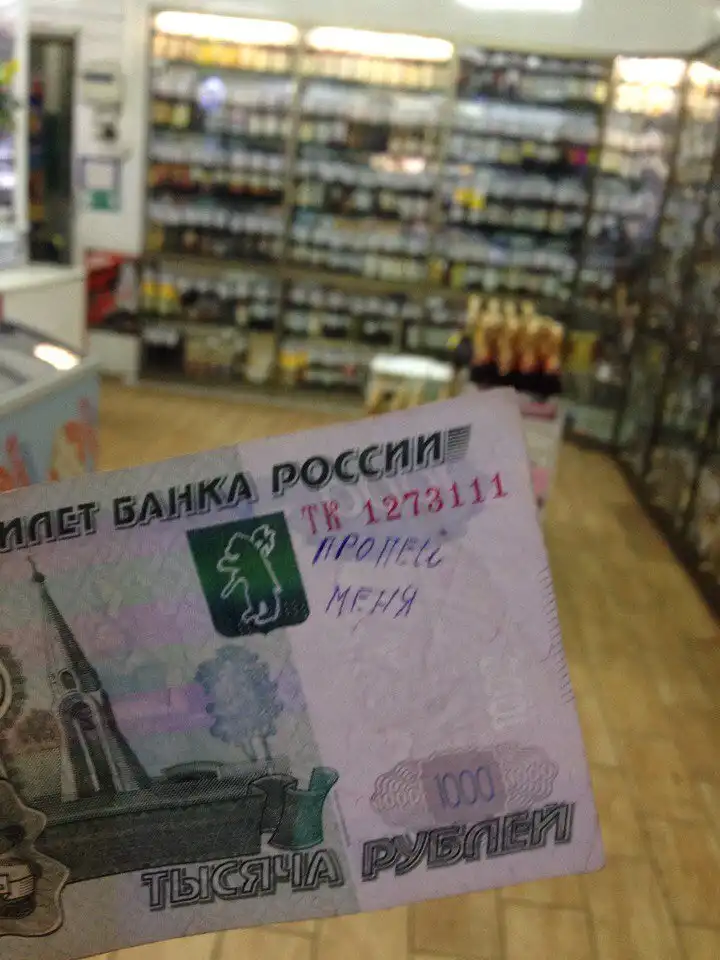 ИЛЕТ БАНКА РОССИИ
ТК 1273111
ПРОПЕЙ
МЕНЯ
1000
ТЫСЯЧА РУБЛЕЙ